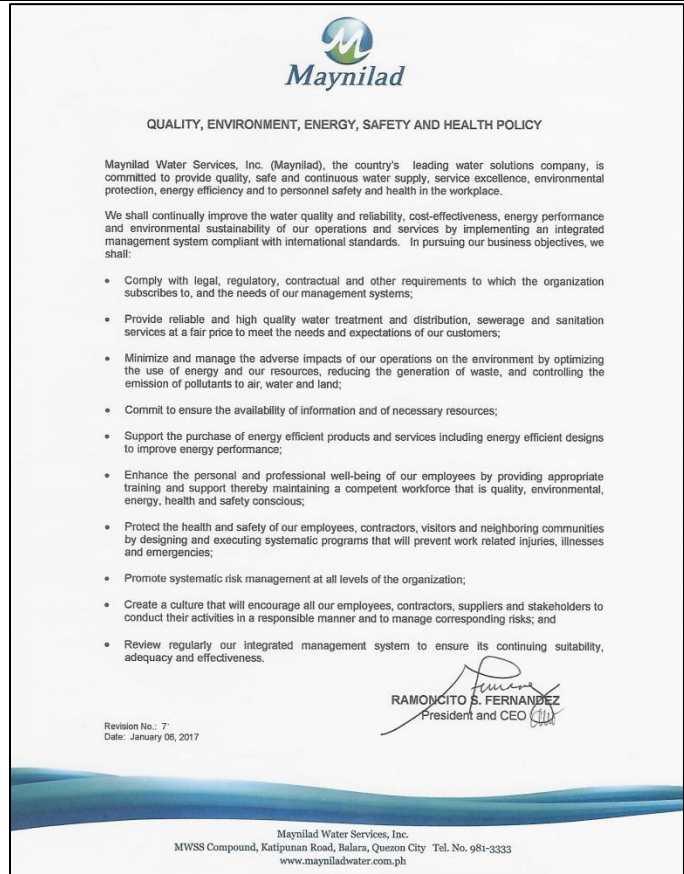 Maynilad
QUALITY, ENVIRONMENT, ENERGY, SAFETY AND HEALTH POLICY
Maynilad Water Services, Inc. (Maynilad), the country's leading water solutions company, is
committed to provide quality, safe and continuous water supply, service excellence, environmental
protection, energy efficiency and to personnel safety and health in the workplace.
We shall continually improve the water quality and reliability, cost-effectiveness, energy performance
and environmental sustainability of our operations and services by implementing an integrated
management system compliant with international standards. In pursuing our business objectives, we
shall:
• Comply with legal, regulatory, contractual and other requirements to which the organization
subscribes to, and the needs of our management systems;
• Provide reliable and high quality water treatment and distribution, sewerage and sanitation
services at a fair price to meet the needs and expectations of our customers;
• Minimize and manage the adverse impacts of our operations on the environment by optimizing
the use of energy and our resources, reducing the generation of waste, and controlling the
emission of pollutants to air, water and land;
• Commit to ensure the availability of information and of necessary resources;
• Support the purchase of energy efficient products and services including energy efficient designs
to improve energy performance;
• Enhance the personal and professional well-being of our employees by providing appropriate
training and support thereby maintaining a competent workforce that is quality, environmental,
energy, health and safety conscious;
• Protect the health and safety of our employees, contractors, visitors and neighboring communities
by designing and executing systematic programs that will prevent work related injuries, illnesses
and emergencies;
• Promote systematic risk management at all levels of the organization;
• Create a culture that will encourage all our employees, contractors, suppliers and stakeholders to
conduct their activities in a responsible manner and to manage corresponding risks; and
• Review regularly our integrated management system to ensure its continuing suitability,
adequacy and effectiveness.
RAMONCITO S. FERNANDEZ
President and CEO
Revision No.: 7
Date: January 06, 2017
Maynilad Water Services, Inc.
MWSS Compound, Katipunan Road, Balara, Quezon City Tel. No. 981-3333
www.mayniladwater.com.ph